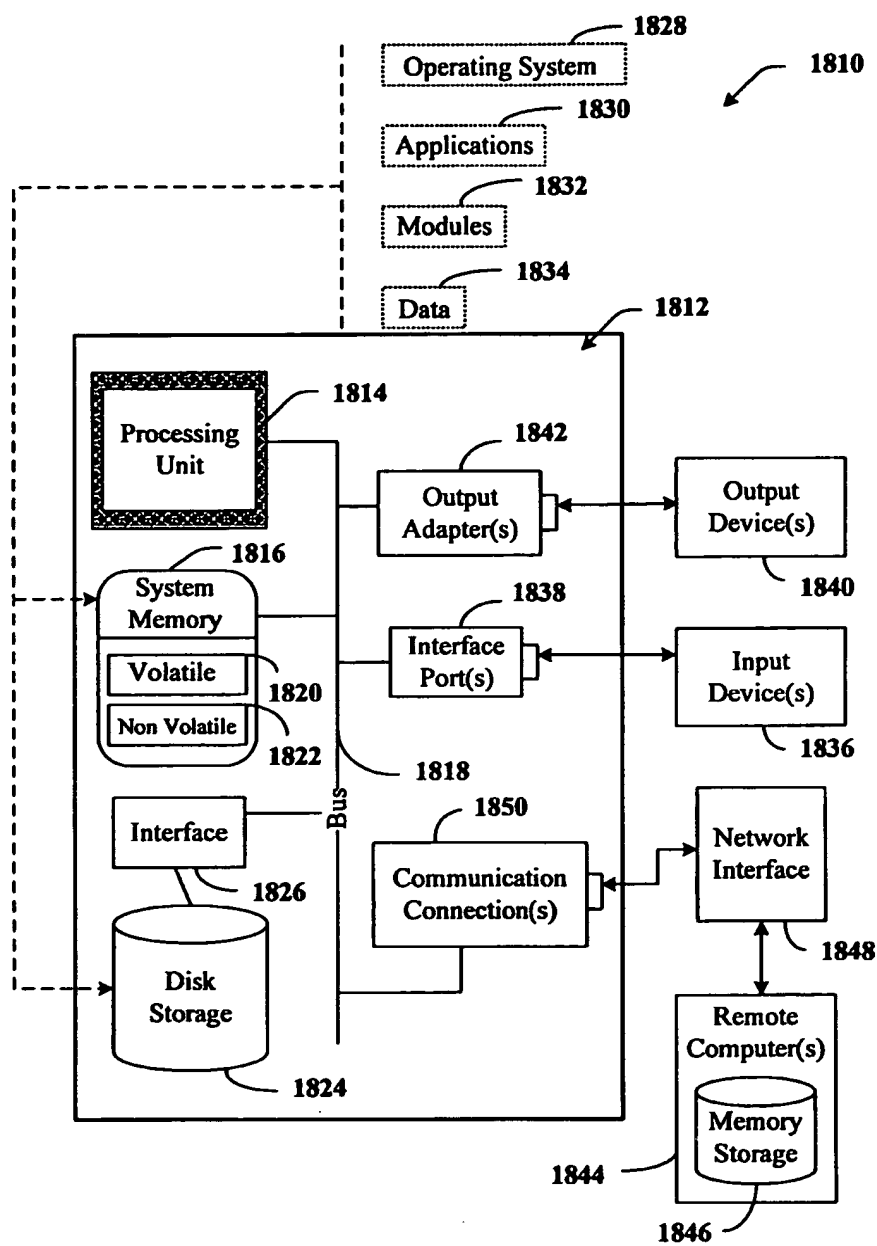 1828
Operating System
1810
1830
Applications
1832
Modules
1834
Data
1812
1814
Processing
Unit
1842
Output
Adapter(s)
Output
Device(s)
1840
1816
System
Memory
1838
Interface
Port(s)
Input
Device(s)
1836
Volatile
1820
Non Volatile
1822
1818
Bus
1850
Interface
1826
Communication
Connection(s)
Network
Interface
1848
Disk
Storage
1824
Remote
Computer(s)
Memory
Storage
1844
1846